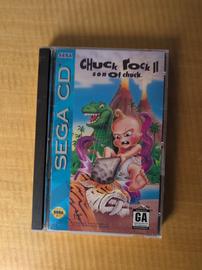 SEGA
CHUCK ROCK II
son Of chuck
SEGA CD
SEGA
GA